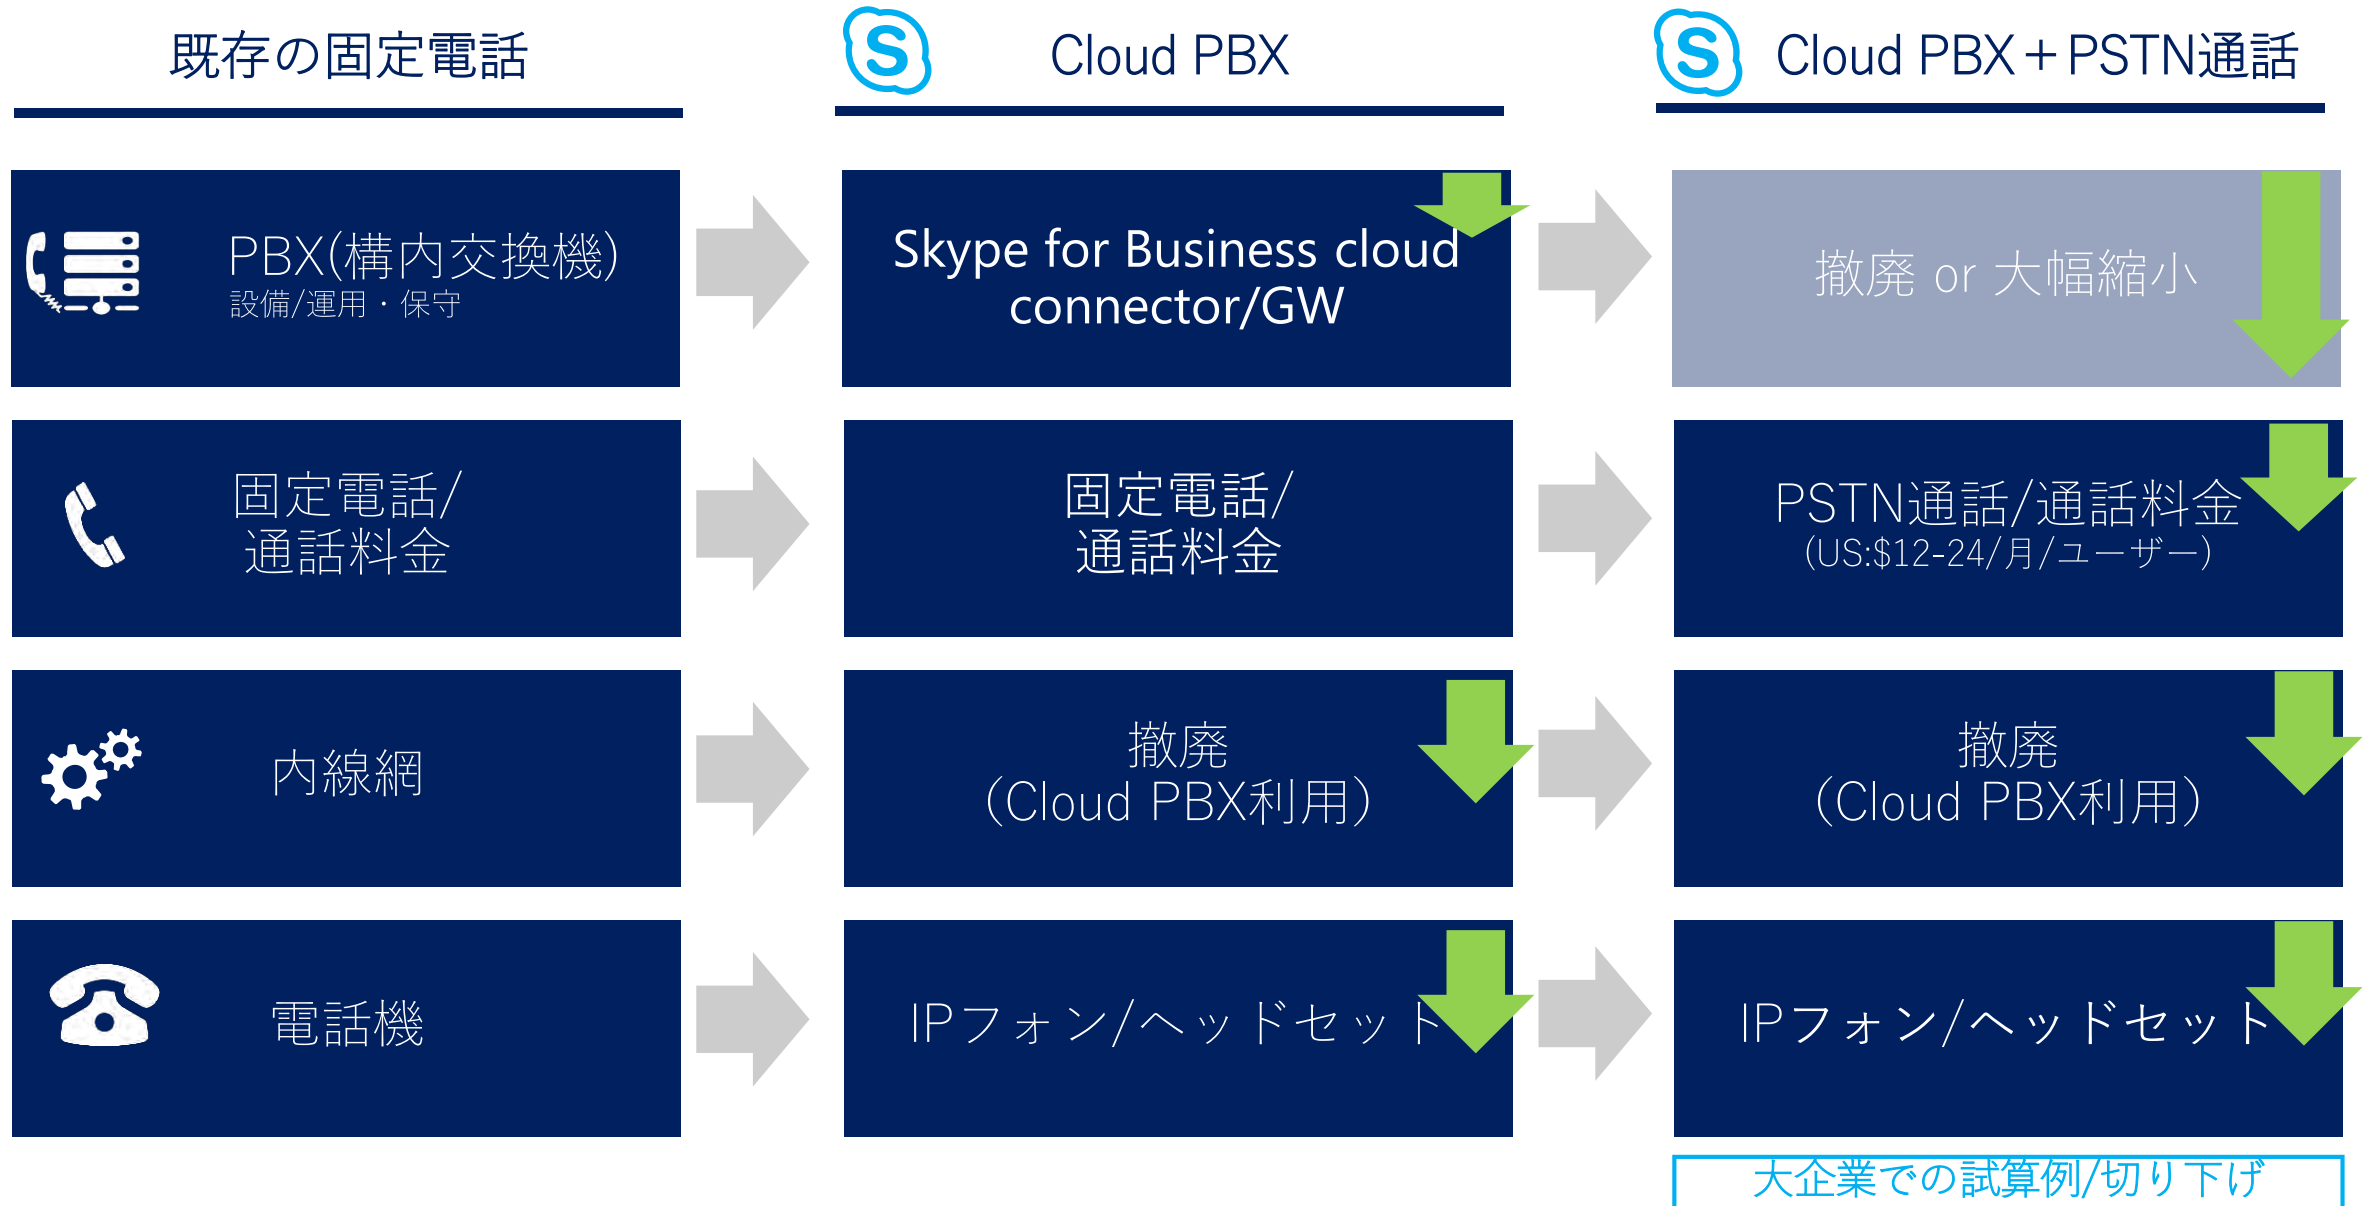 既存の固定電話
Cloud PBX
Cloud PBX＋PSTN通話
PBX(構内交換機)
設備/運用・保守
Skype for Business cloud
connector/GW
撤廃 or 大幅縮小
固定電話/
通話料金
固定電話/
通話料金
PSTN通話/通話料金
(US:$12-24/月/ユーザー)
内線網
撤廃
（Cloud PBX利用）
撤廃
（Cloud PBX利用）
電話機
IPフォン/ヘッドセット
IPフォン/ヘッドセット
大企業での試算例/切り下げ